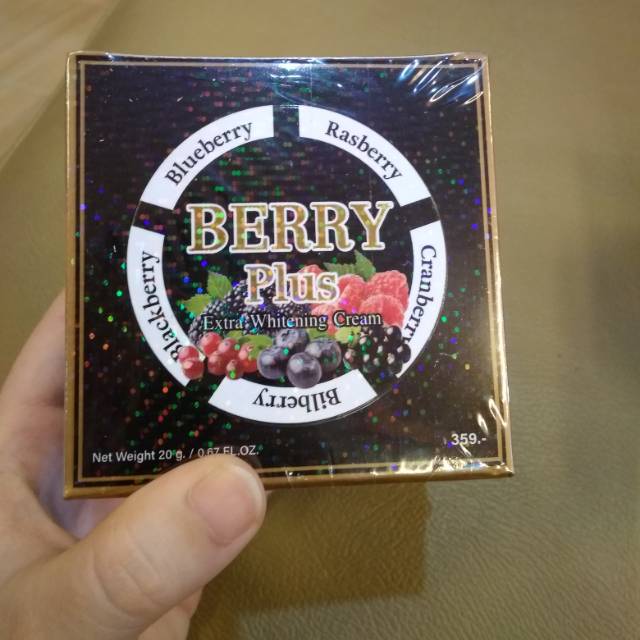 Blueberry
Rasberry
Cranberry
Bilberry
Blackberry
BERRY
Plus
Extra Whitening Cream
Net Weight 20 g. / 0.67 FL.OZ.
359.-